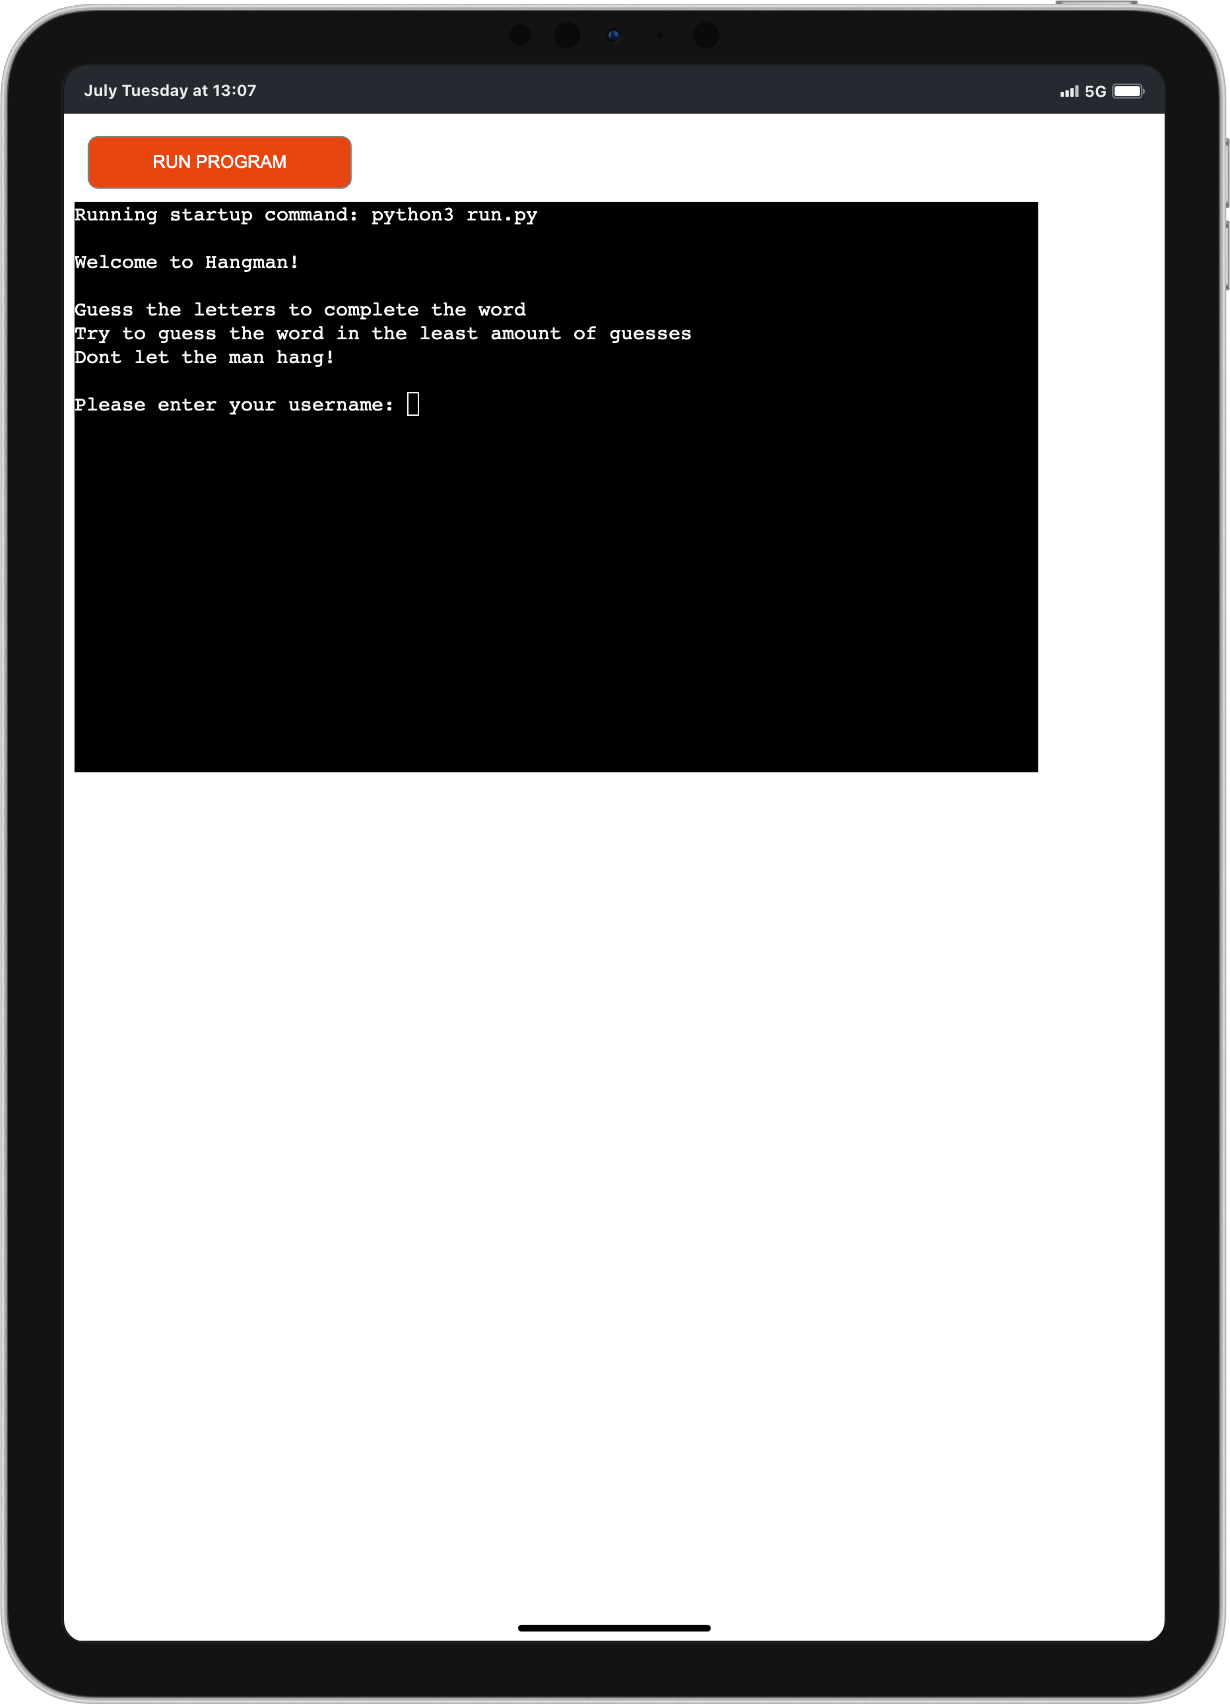 July Tuesday at 13:07
5G
RUN PROGRAM
Running startup command: python3 run.py
Welcome to Hangman!
Guess the letters to complete the word
Try to guess the word in the least amount of guesses
Dont let the man hang!
Please enter your username: